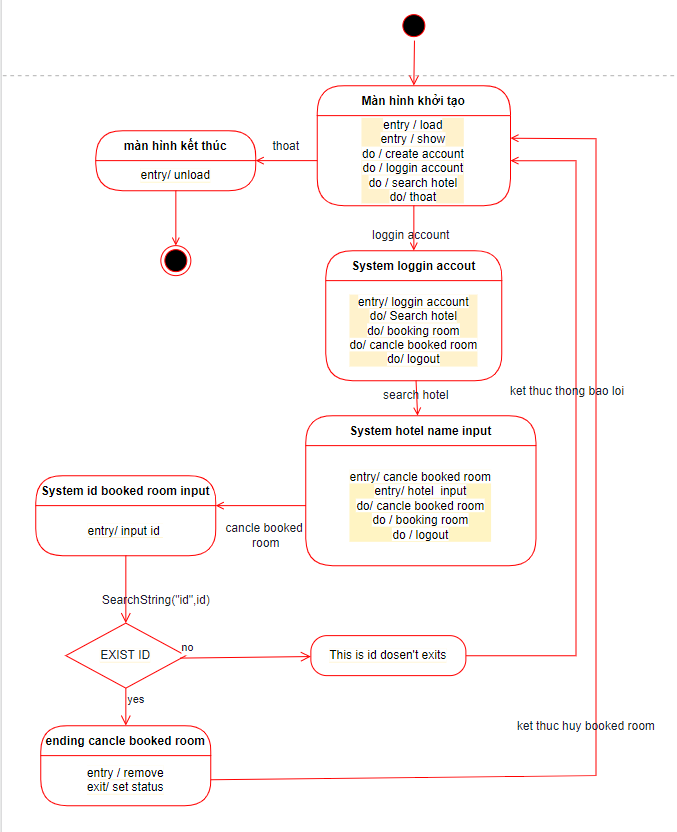 Màn hình khởi tạo
entry / load
entry / show
do / create account
do / loggin account
do / search hotel
do/ thoat
thoat
màn hình kết thúc
entry/ unload
loggin account
System loggin accout
entry/ loggin account
do/ Search hotel
do/ booking room
do/ cancle booked room
do/ logout
search hotel
ket thuc thong bao loi
System hotel name input
entry/ cancle booked room
entry/ hotel input
do/ cancle booked room
do / booking room
do / logout
cancle booked
room
System id booked room input
entry/ input id
SearchString("id",id)
EXIST ID
no
This is id dosen't exits
yes
ket thuc huy booked room
ending cancle booked room
entry / remove
exit/ set status